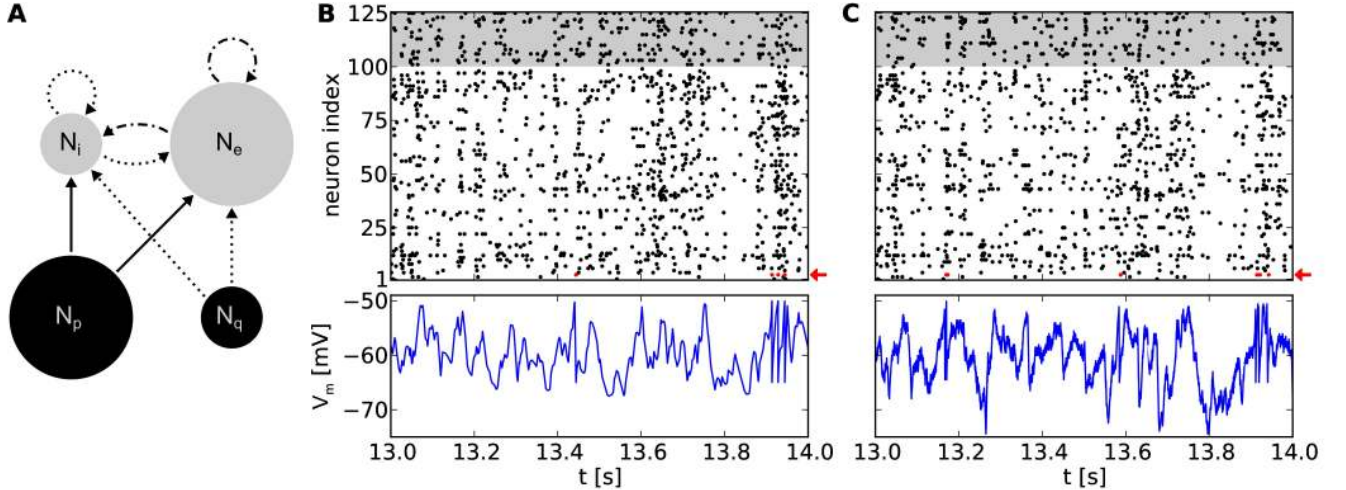 A
B
C
N_i
N_e
N_p
N_q
neuron index
125
100
75
50
25
1
V_m [mV]
−50
−60
−70
13.0 13.2 13.4 13.6 13.8 14.0
t [s]
13.0 13.2 13.4 13.6 13.8 14.0
t [s]